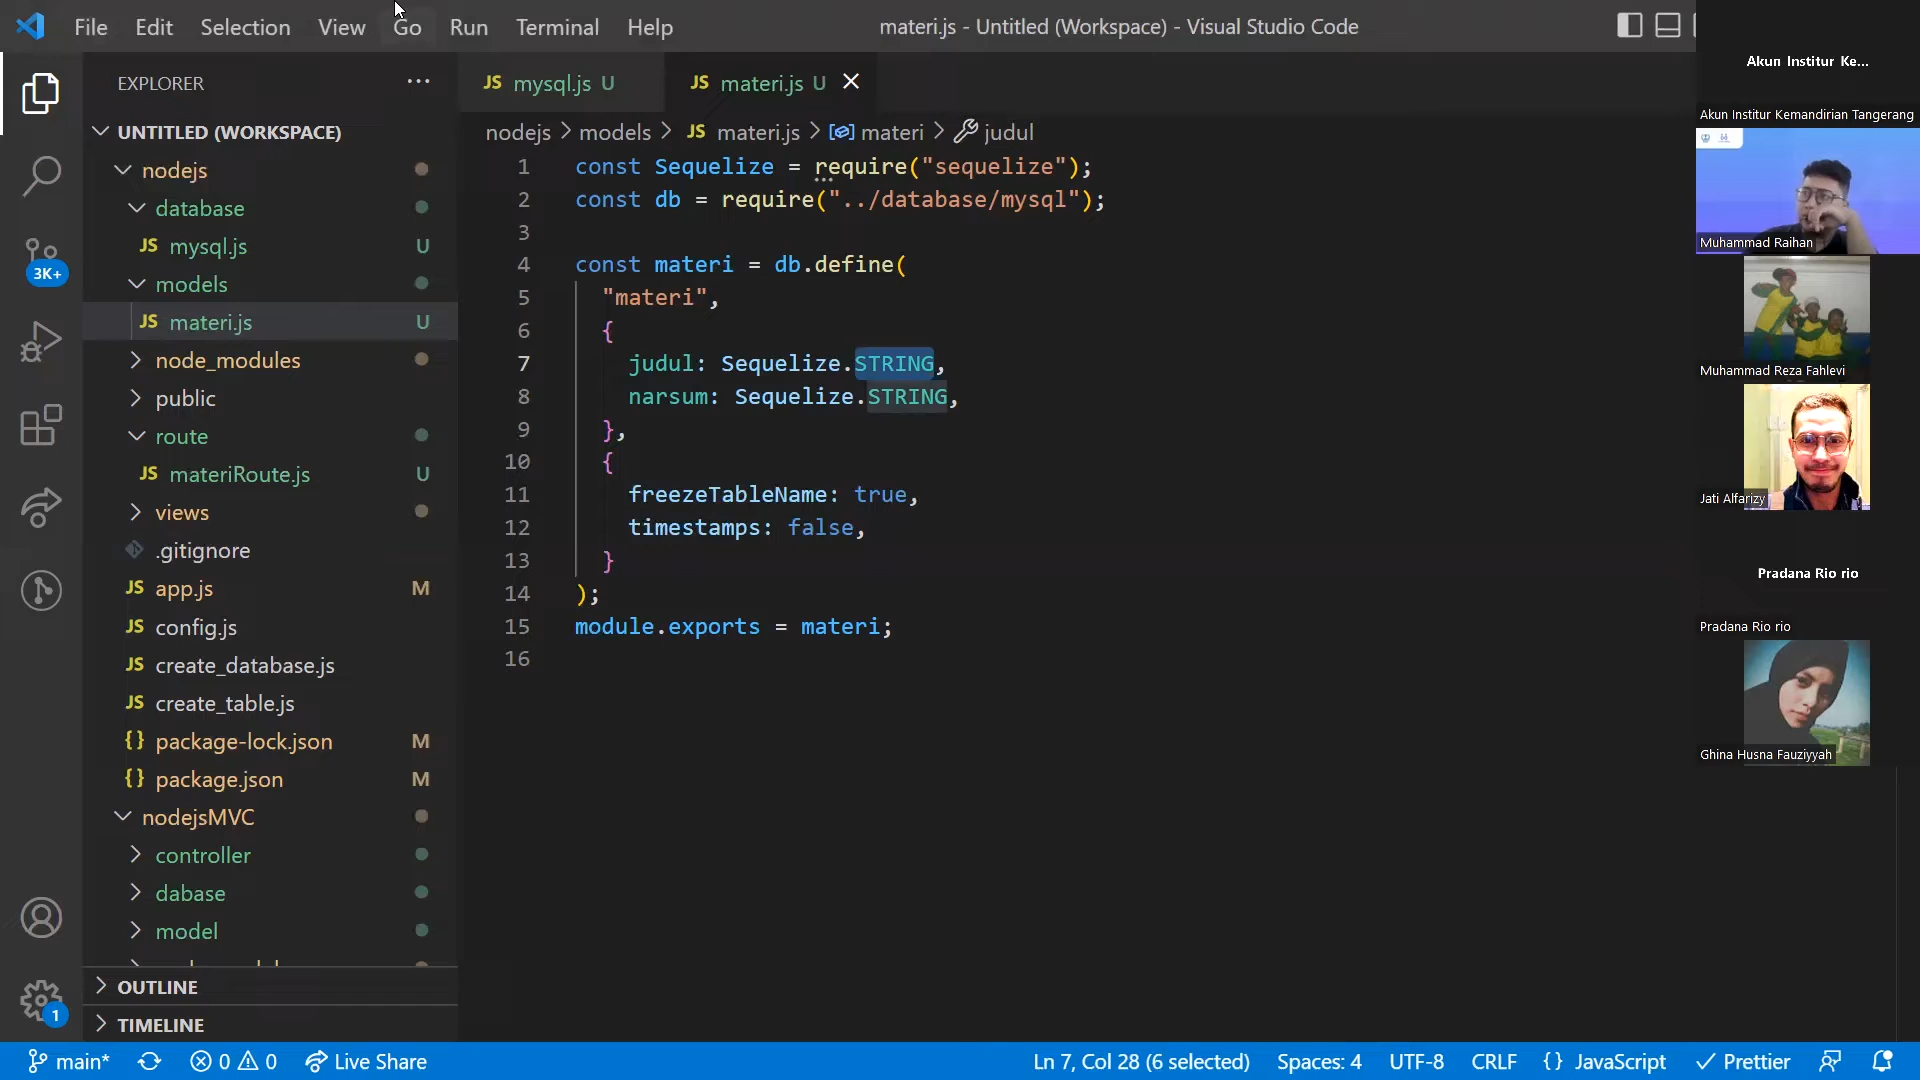 File Edit Selection View Go Run Terminal Help
materi.js - Untitled (Workspace) - Visual Studio Code
EXPLORER
UNTITLED (WORKSPACE)
nodejs
database
JS mysql.js U
models
JS materi.js U
node_modules
public
route
JS materiRoute.js U
views
.gitignore
JS app.js M
JS config.js
JS create_database.js
JS create_table.js
{} package-lock.json M
{} package.json M
nodejsMVC
controller
dabase
model
OUTLINE
TIMELINE
3K+
1
JS mysql.js U
JS materi.js U
nodejs > models > JS materi.js > materi > judul
1 const Sequelize = require("sequelize");
2 const db = require("../database/mysql");
3
4 const materi = db.define(
5 "materi",
6 {
7 judul: Sequelize.STRING,
8 narsum: Sequelize.STRING,
9 },
10 {
11 freezeTableName: true,
12 timestamps: false,
13 }
14 );
15 module.exports = materi;
16
Akun Institur Ke...
Akun Institur Kemandirian Tangerang
Muhammad Raihan
Muhammad Reza Fahlevi
Jati Alfarizy
Pradana Rio rio
Pradana Rio rio
Ghina Husna Fauziyyah
main* 0 0 Live Share
Ln 7, Col 28 (6 selected) Spaces: 4 UTF-8 CRLF {} JavaScript Prettier